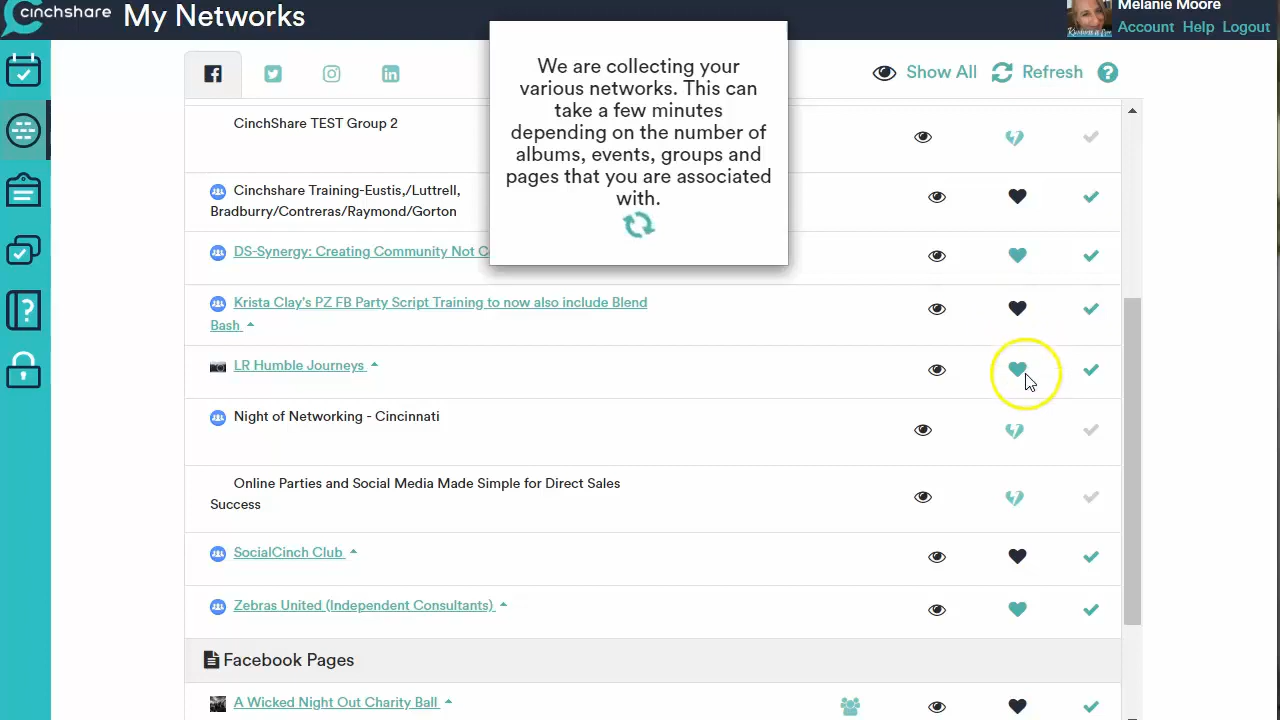 cinchshare
My Networks
Melanie Moore
Account Help Logout
We are collecting your
various networks. This can
take a few minutes
depending on the number of
albums, events, groups and
pages that you are associated
with.
Show All Refresh ?
CinchShare TEST Group 2
Cinchshare Training-Eustis,/Luttrell,
Bradburry/Contreras/Raymond/Gorton
DS-Synergy: Creating Community Not
Krista Clay's PZ FB Party Script Training to now also include Blend
Bash
LR Humble Journeys
Night of Networking - Cincinnati
Online Parties and Social Media Made Simple for Direct Sales
Success
SocialCinch Club
Zebras United (Independent Consultants)
Facebook Pages
A Wicked Night Out Charity Ball